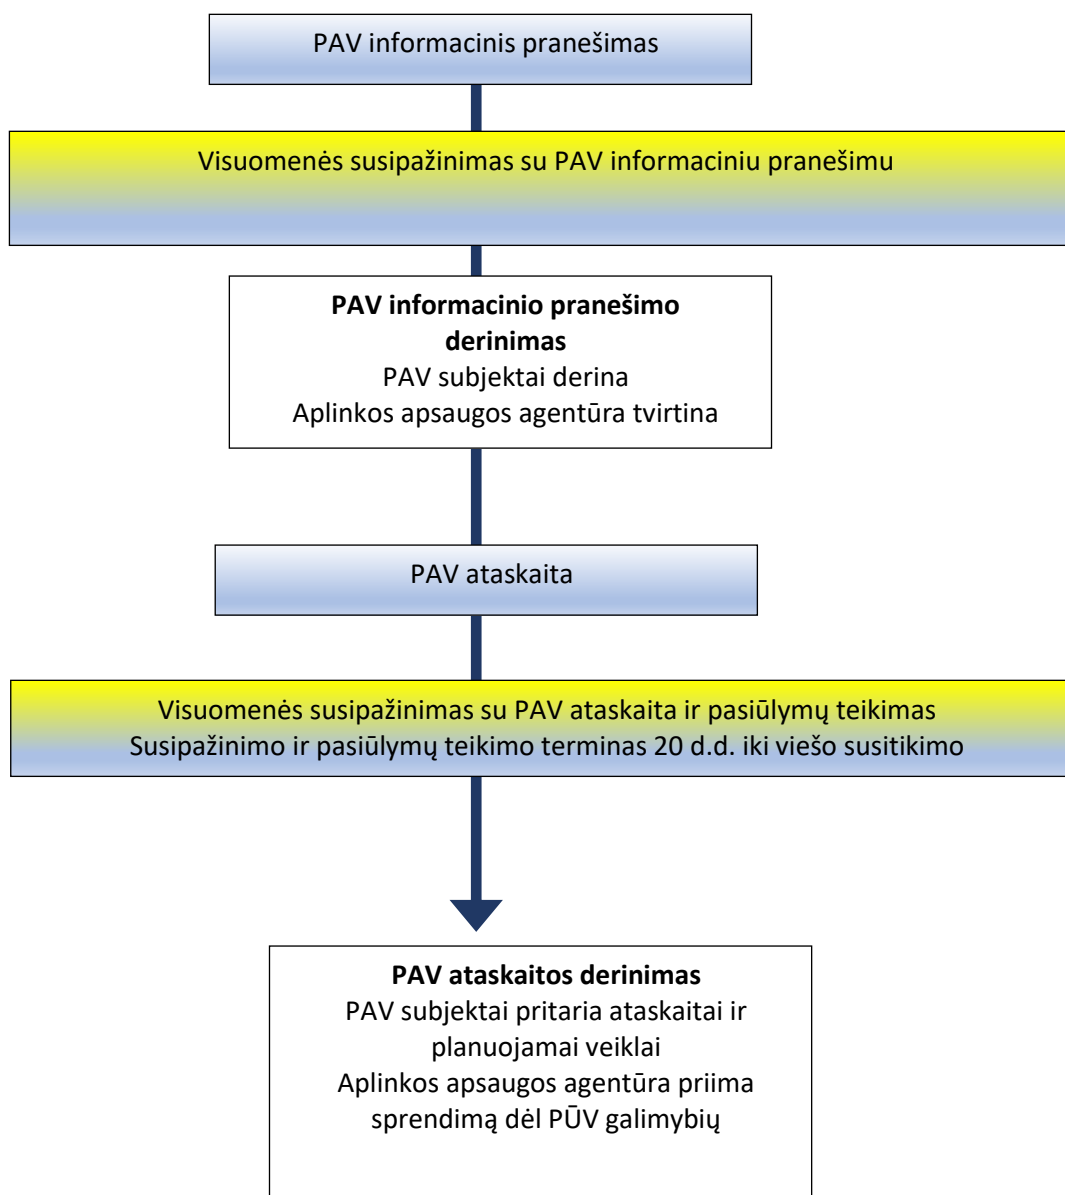 PAV informacinis pranešimas
Visuomenės susipažinimas su PAV informaciniu pranešimu
PAV informacinio pranešimo
derinimas
PAV subjektai derina
Aplinkos apsaugos agentūra tvirtina
PAV ataskaita
Visuomenės susipažinimas su PAV ataskaita ir pasiūlymų teikimas
Susipažinimo ir pasiūlymų teikimo terminas 20 d.d. iki viešo susitikimo
PAV ataskaitos derinimas
PAV subjektai pritaria ataskaitai ir
planuojamai veiklai
Aplinkos apsaugos agentūra priima
sprendimą dėl PŪV galimybių